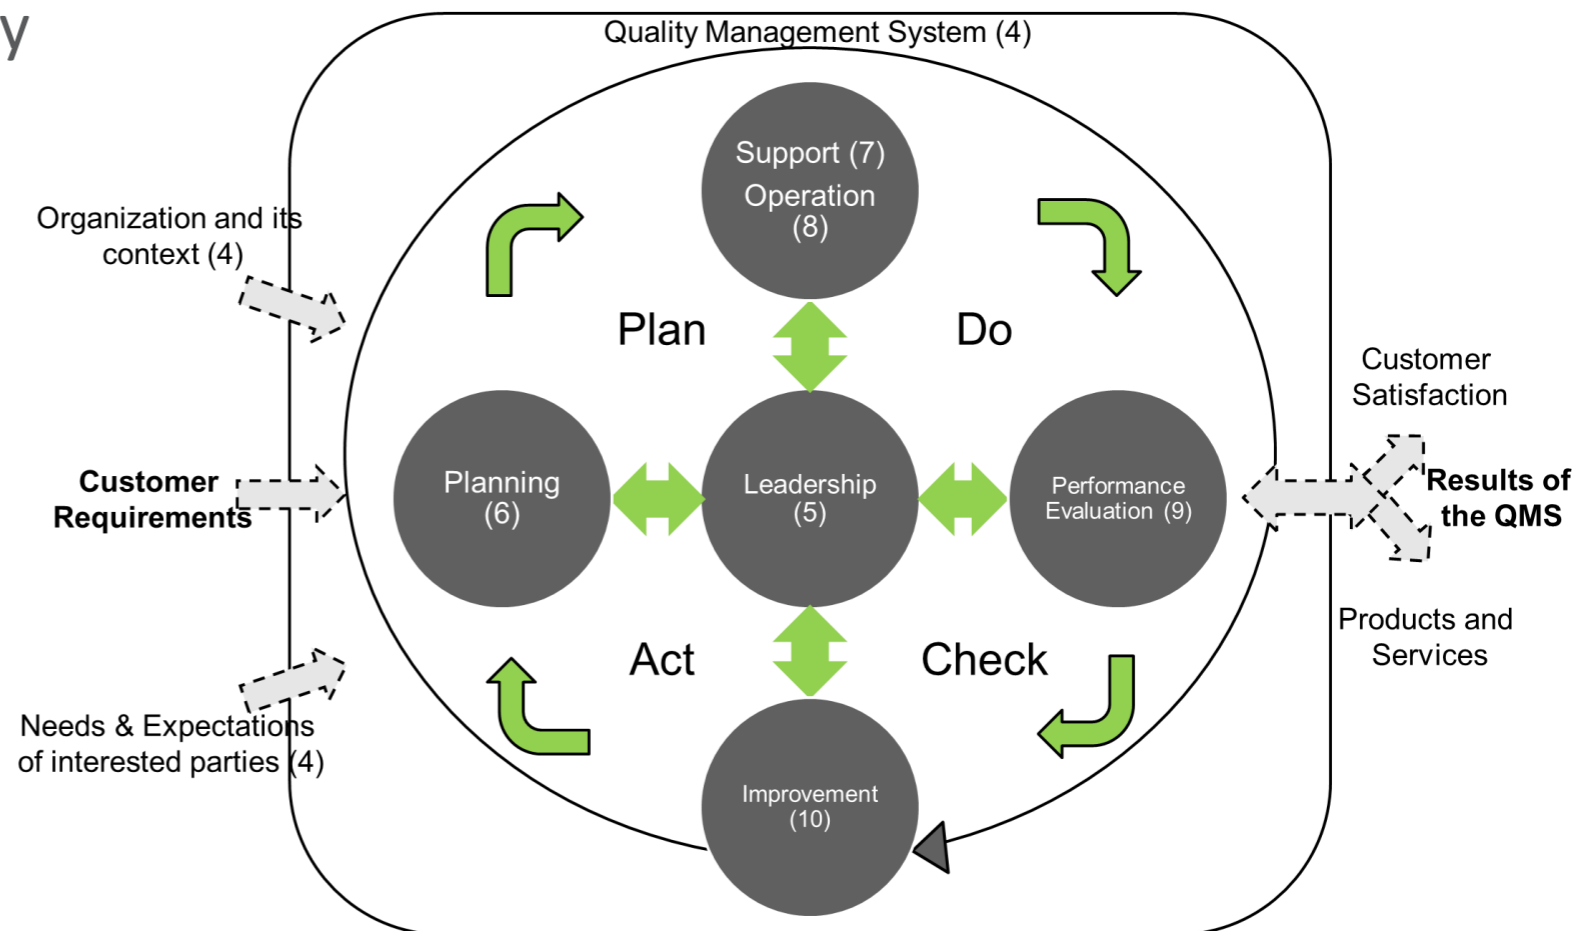 y
Quality Management System (4)
Support (7)
Operation
(8)
Organization and its
context (4)
Plan
Do
Customer
Satisfaction
Customer
Requirements
Planning
(6)
Leadership
(5)
Performance
Evaluation (9)
Results of
the QMS
Products and
Services
Act
Check
Needs & Expectations
of interested parties (4)
Improvement
(10)